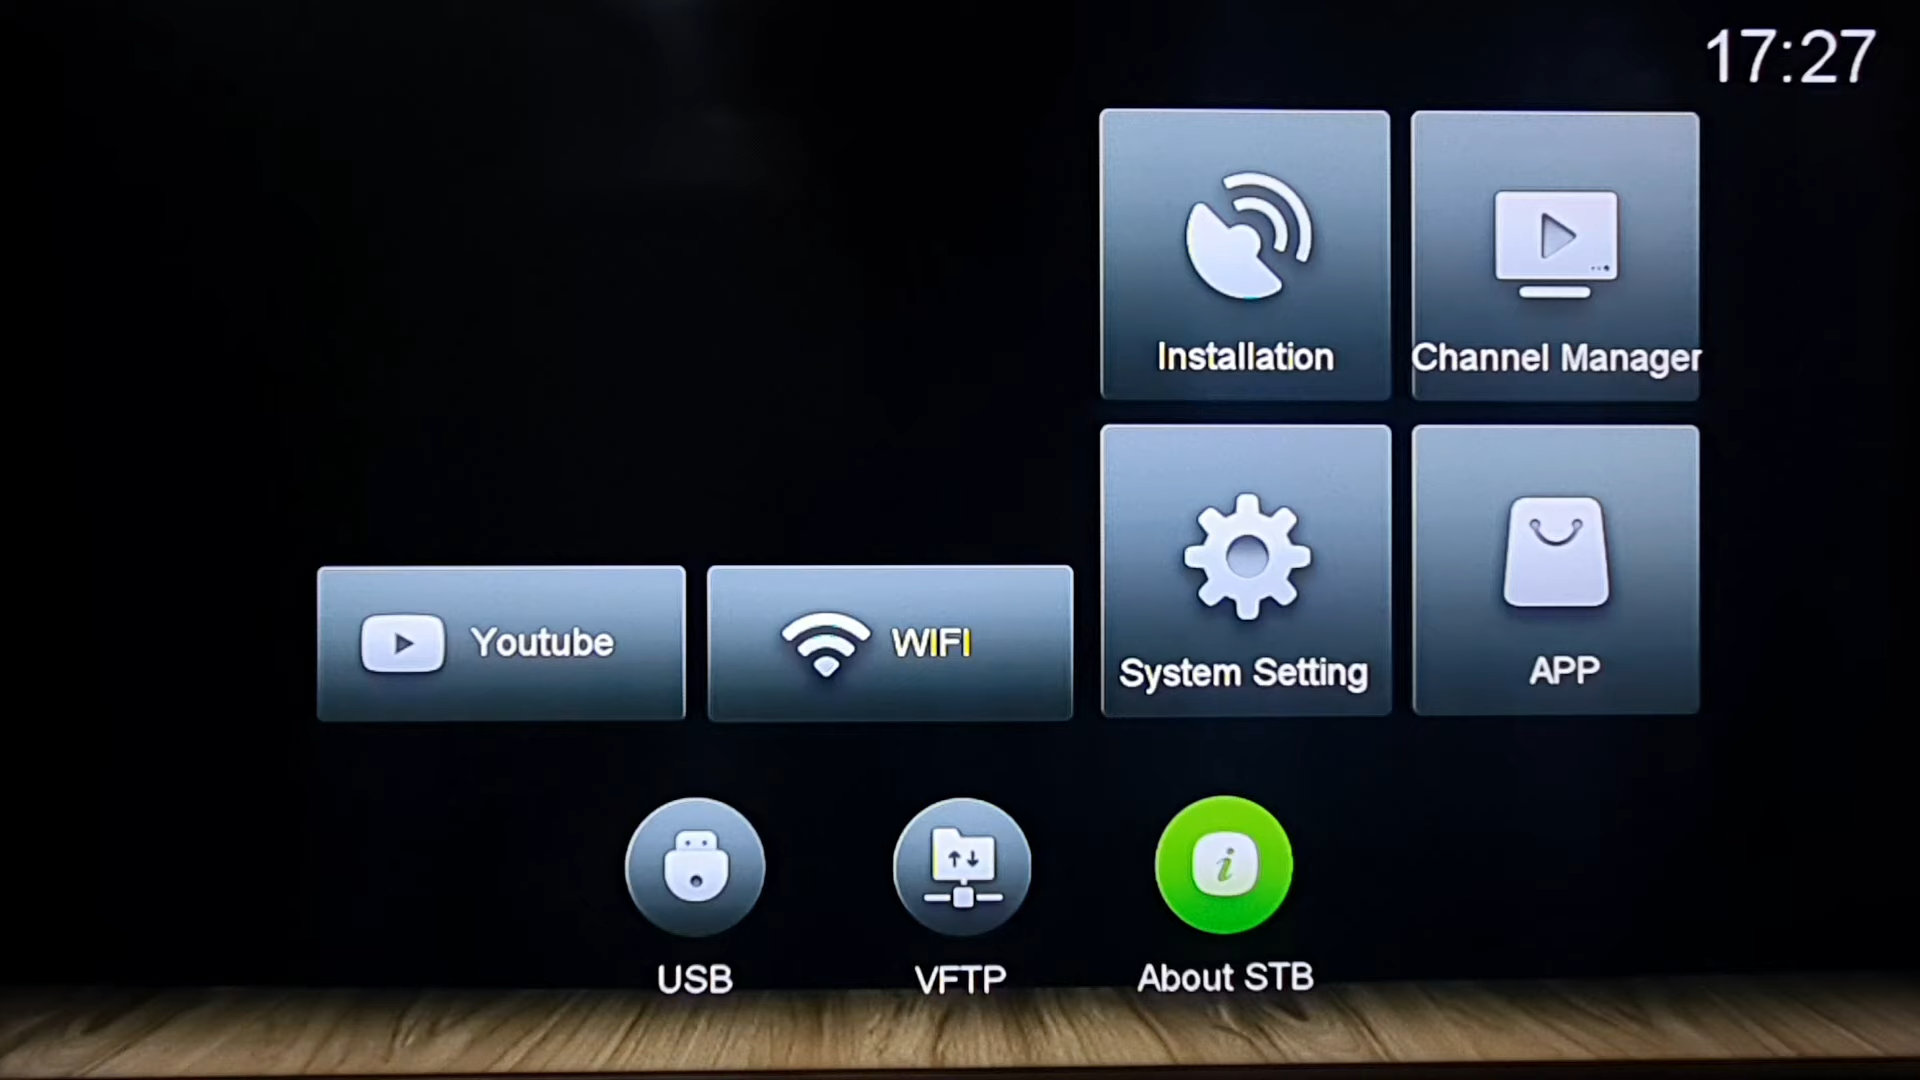 17:27
Installation
Channel Manager
Youtube
WIFI
System Setting
APP
USB
VFTP
About STB